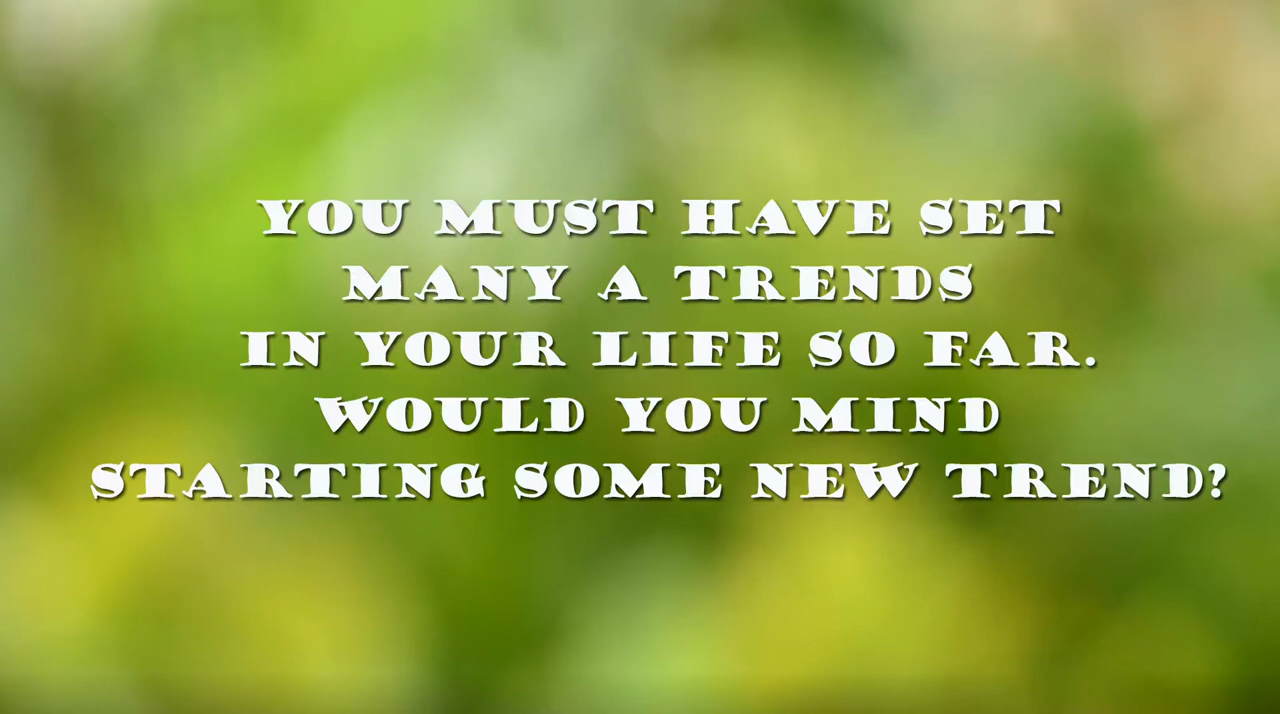 YOU MUST HAVE SET
MANY A TRENDS
IN YOUR LIFE SO FAR.
WOULD YOU MIND
STARTING SOME NEW TREND?